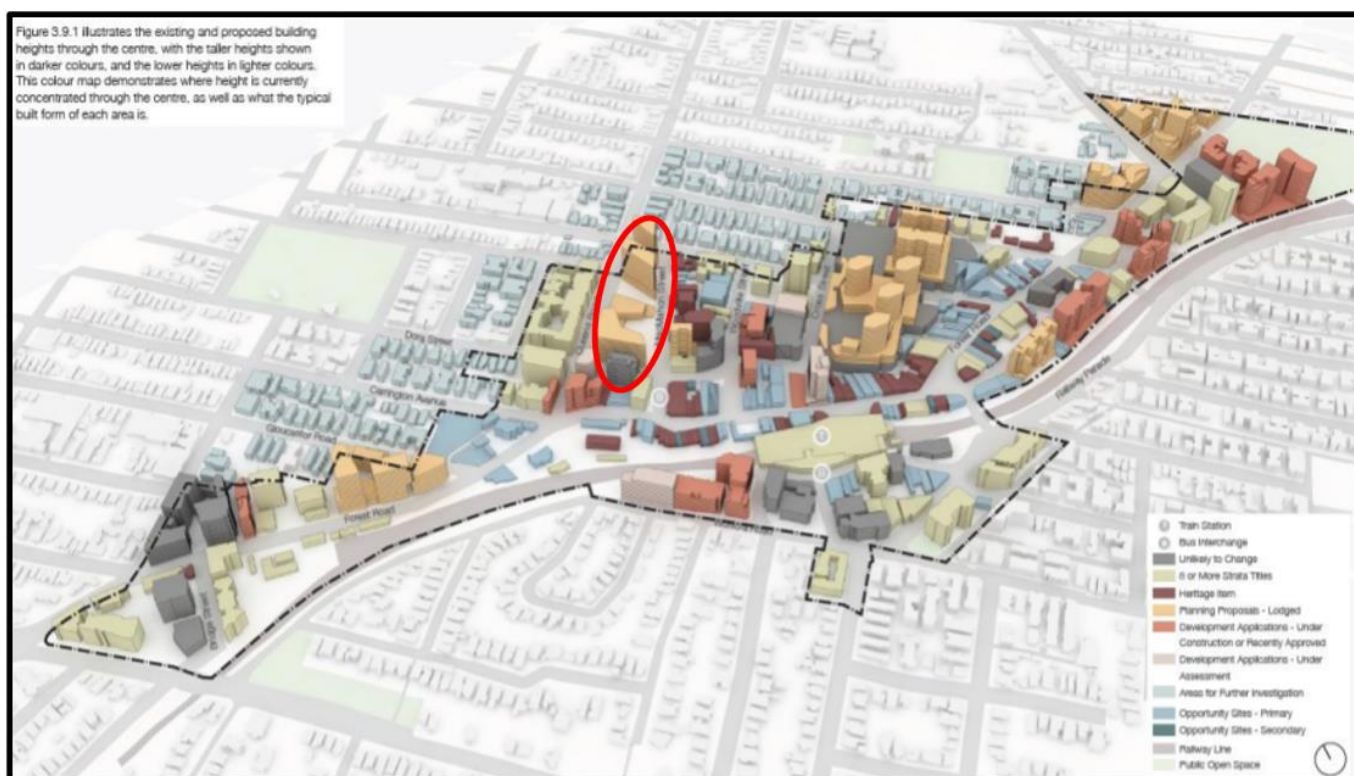 Figure 3.9.1 illustrates the existing and proposed building
heights through the centre, with the taller heights shown
in darker colours, and the lower heights in lighter colours.
This colour map demonstrates where height is currently
concentrated through the centre, as well as what the typical
built form of each area is.
Dora Street
Carrington Avenue
Gloucester Road
Forest Road
Forest Road
Railway Parade
Train Station
Bus Interchange
Unlikely to Change
6 or More Strata Titles
Heritage Item
Planning Proposals - Lodged
Development Applications - Under
Construction or Recently Approved
Development Applications - Under
Assessment
Areas for Further Investigation
Opportunity Sites - Primary
Opportunity Sites - Secondary
Railway Line
Public Open Space